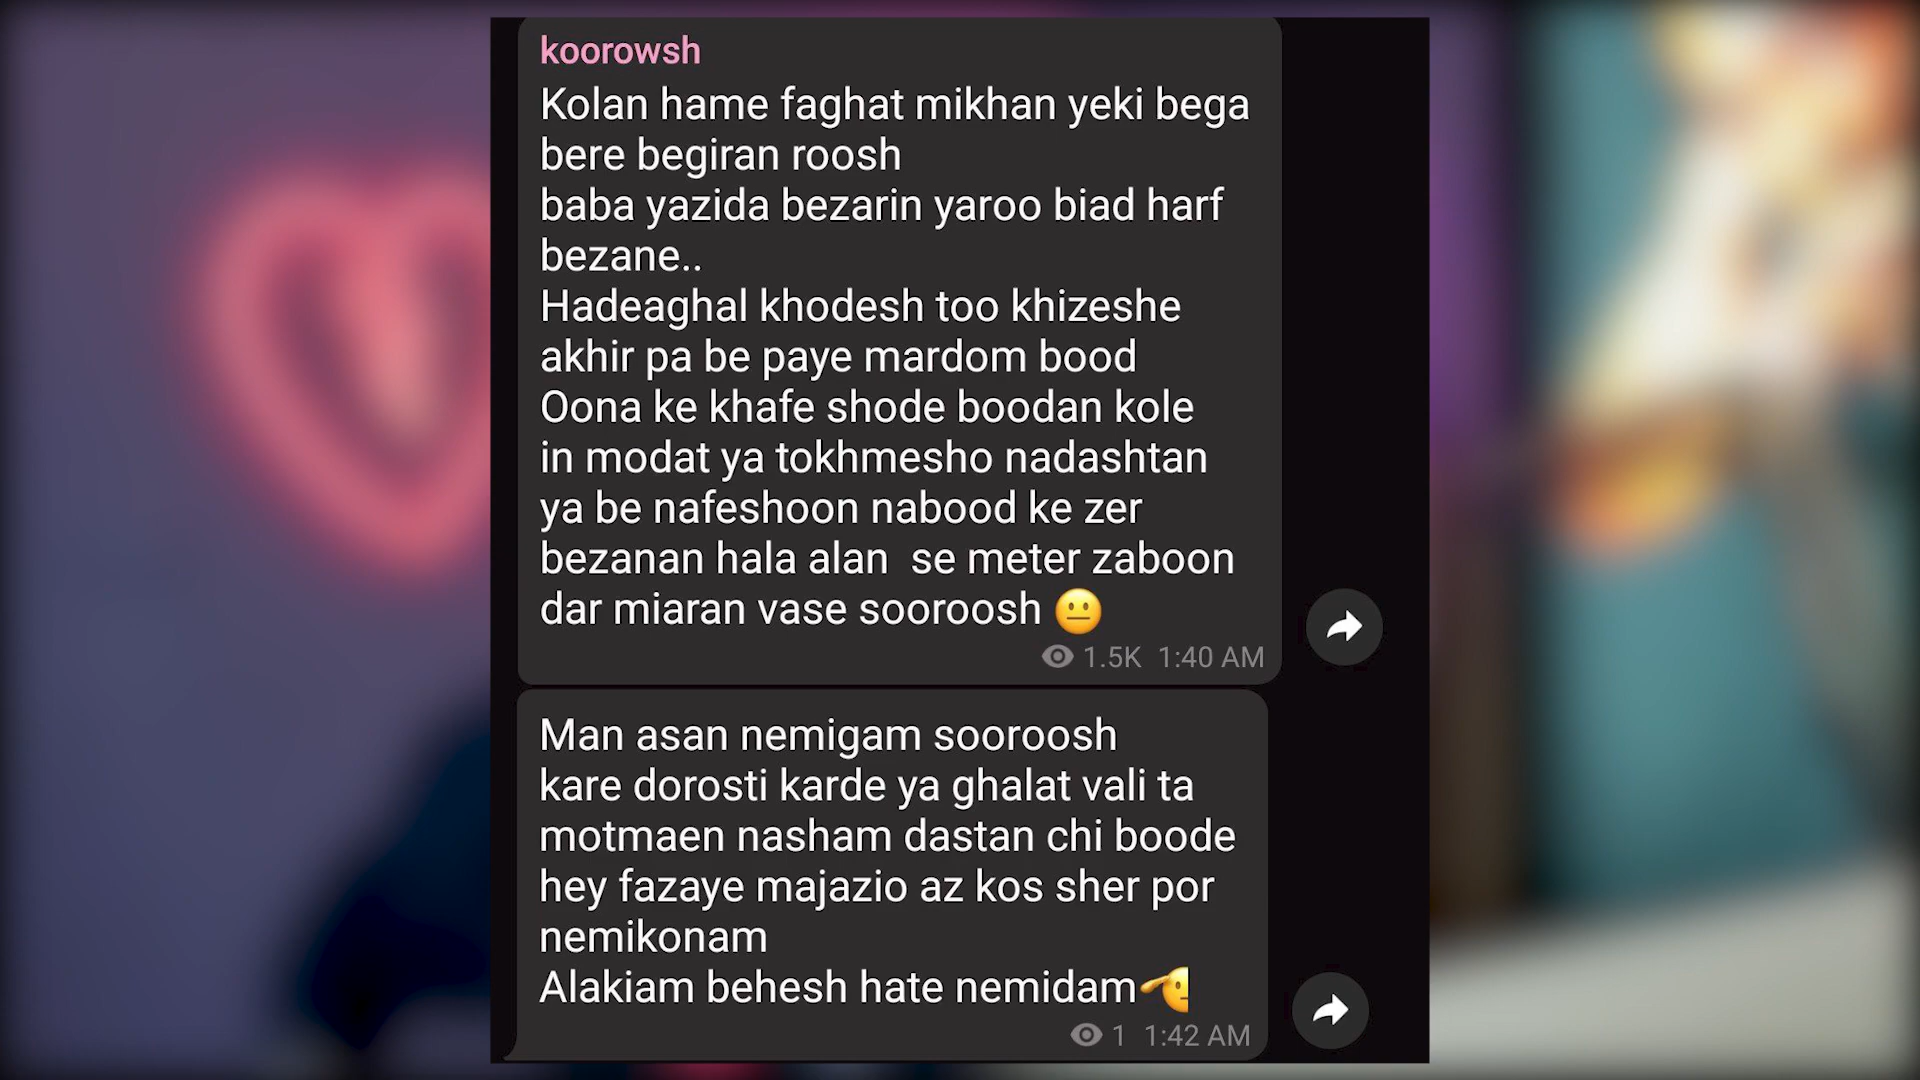 koorowsh
Kolan hame faghat mikhan yeki bega
bere begiran roosh
baba yazida bezarin yaroo biad harf
bezane..
Hadeaghal khodesh too khizeshe
akhir pa be paye mardom bood
Oona ke khafe shode boodan kole
in modat ya tokhmesho nadashtan
ya be nafeshoon nabood ke zer
bezanan hala alan  se meter zaboon
dar miaran vase sooroosh 😐
1.5K 1:40 AM
Man asan nemigam sooroosh
kare dorosti karde ya ghalat vali ta
motmaen nasham dastan chi boode
hey fazaye majazio az kos sher por
nemikonam
Alakiam behesh hate nemidam🫡
1 1:42 AM